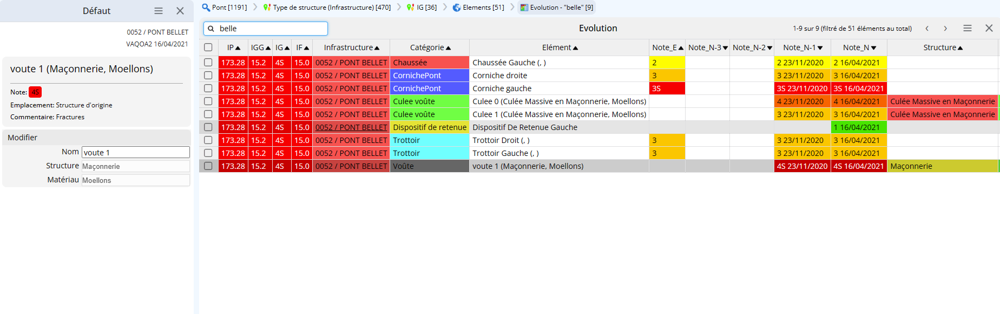 Défaut
0052 / PONT BELLET
VAQOA2 16/04/2021
voute 1 (Maçonnerie, Moellons)
Note: 4S
Emplacement: Structure d'origine
Commentaire: Fractures
Modifier
Nom voute 1
Structure Maçonnerie
Matériau Moellons
Pont [1191] Type de structure (Infrastructure) [470] IG [36] Elements [51] Evolution - "belle" [9]
belle Evolution 1-9 sur 9 (filtré de 51 éléments au total)
IP IGG IG IF Infrastructure Catégorie Elément Note_E Note_N-3 Note_N-2 Note_N-1 Note_N Structure
173.28 15.2 4S 15.0 0052 / PONT BELLET Chaussée Chaussée Gauche (, ) 2 2 23/11/2020 2 16/04/2021
173.28 15.2 4S 15.0 0052 / PONT BELLET CornichePont Corniche droite 3 3 23/11/2020 3 16/04/2021
173.28 15.2 4S 15.0 0052 / PONT BELLET CornichePont Corniche gauche 3S 3S 23/11/2020 3S 16/04/2021
173.28 15.2 4S 15.0 0052 / PONT BELLET Culee voûte Culee 0 (Culée Massive en Maçonnerie, Moellons) 4 23/11/2020 4 16/04/2021 Culée Massive en Maçonnerie
173.28 15.2 4S 15.0 0052 / PONT BELLET Culee voûte Culee 1 (Culée Massive en Maçonnerie, Moellons) 3 23/11/2020 3 16/04/2021 Culée Massive en Maçonnerie
173.28 15.2 4S 15.0 0052 / PONT BELLET Dispositif de retenue Dispositif De Retenue Gauche 1 16/04/2021
173.28 15.2 4S 15.0 0052 / PONT BELLET Trottoir Trottoir Droit (, ) 3 3 23/11/2020 3 16/04/2021
173.28 15.2 4S 15.0 0052 / PONT BELLET Trottoir Trottoir Gauche (, ) 3 3 23/11/2020 3 16/04/2021
173.28 15.2 4S 15.0 0052 / PONT BELLET Voûte voute 1 (Maçonnerie, Moellons) 4S 23/11/2020 4S 16/04/2021 Maçonnerie